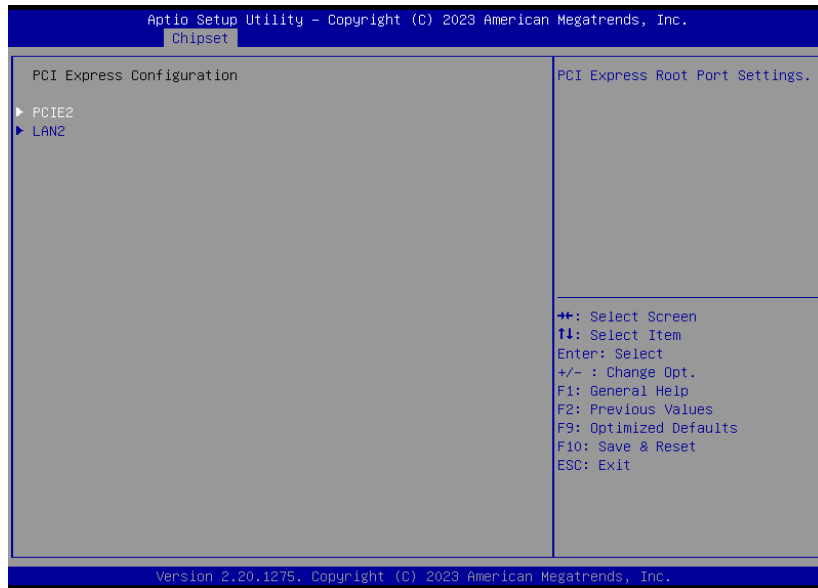 Aptio Setup Utility – Copyright (C) 2023 American Megatrends, Inc.
Chipset
PCI Express Configuration
PCIE2
LAN2
PCI Express Root Port Settings.
→←: Select Screen
↑↓: Select Item
Enter: Select
+/- : Change Opt.
F1: General Help
F2: Previous Values
F9: Optimized Defaults
F10: Save & Reset
ESC: Exit
Version 2.20.1275. Copyright (C) 2023 American Megatrends, Inc.